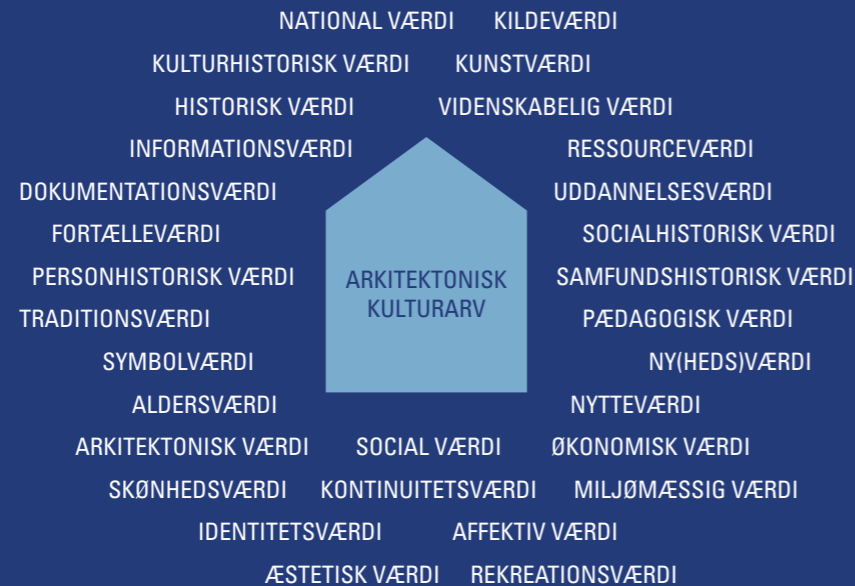 NATIONAL VÆRDI KILDEVÆRDI
KULTURHISTORISK VÆRDI KUNSTVÆRDI
HISTORISK VÆRDI VIDENSKABELIG VÆRDI
INFORMATIONSVÆRDI RESSOURCEVÆRDI
DOKUMENTATIONSVÆRDI UDDANNELSESVÆRDI
FORTÆLLEVÆRDI SOCIALHISTORISK VÆRDI
PERSONHISTORISK VÆRDI ARKITEKTONISK SAMFUNDSHISTORISK VÆRDI
KULTURARV
TRADITIONSVÆRDI PÆDAGOGISK VÆRDI
SYMBOLVÆRDI NY(HEDS)VÆRDI
ALDERSVÆRDI NYTTEVÆRDI
ARKITEKTONISK VÆRDI SOCIAL VÆRDI ØKONOMISK VÆRDI
SKØNHEDSVÆRDI KONTINUITETSVÆRDI MILJØMÆSSIG VÆRDI
IDENTITETSVÆRDI AFFEKTIV VÆRDI
ÆSTETISK VÆRDI REKREATIONSVÆRDI